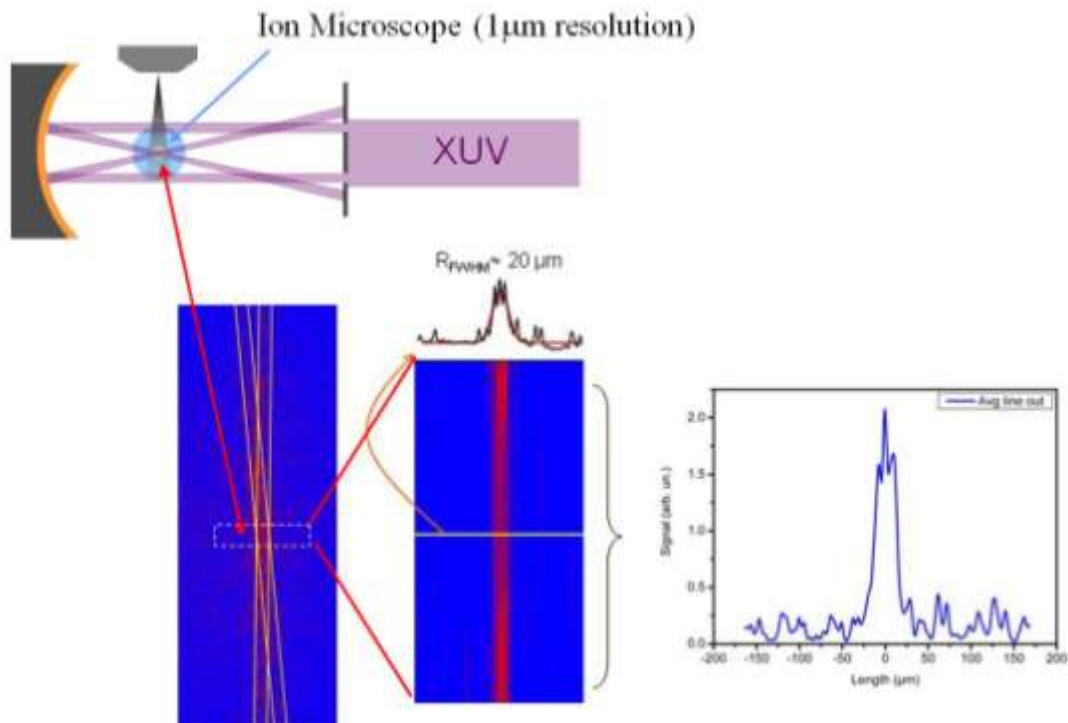 Ion Microscope (1μm resolution)
XUV
R_FWHM ≈ 20 μm
Avg line out
2.0
1.5
1.0
0.5
0.0
Signal (arb. un.)
-200 -150 -100 -50 0 50 100 150 200
Length (μm)